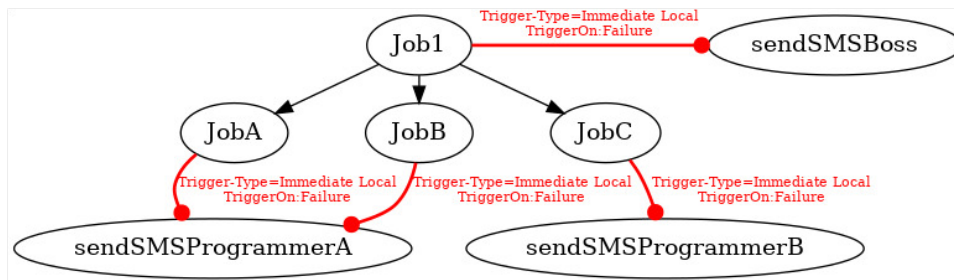 Trigger-Type=Immediate Local
TriggerOn:Failure
Job1
sendSMSBoss
JobA
JobB
JobC
Trigger-Type=Immediate Local
TriggerOn:Failure
Trigger-Type=Immediate Local
TriggerOn:Failure
Trigger-Type=Immediate Local
TriggerOn:Failure
sendSMSProgrammerA
sendSMSProgrammerB